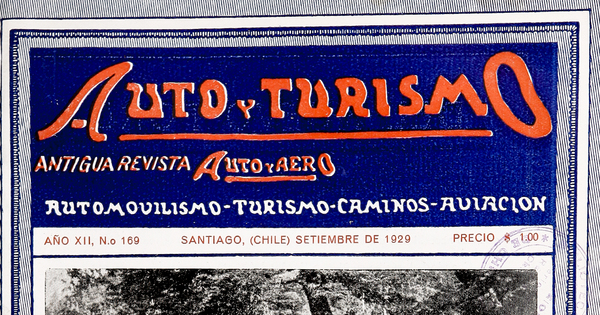 AUTO Y TURISMO
ANTIGUA REVISTA AUTO Y AERO
AUTOMOVILISMO-TURISMO-CAMINOS-AVIACION
AÑO XII, N.o 169 SANTIAGO, (CHILE) SETIEMBRE DE 1929 PRECIO $ 1.00